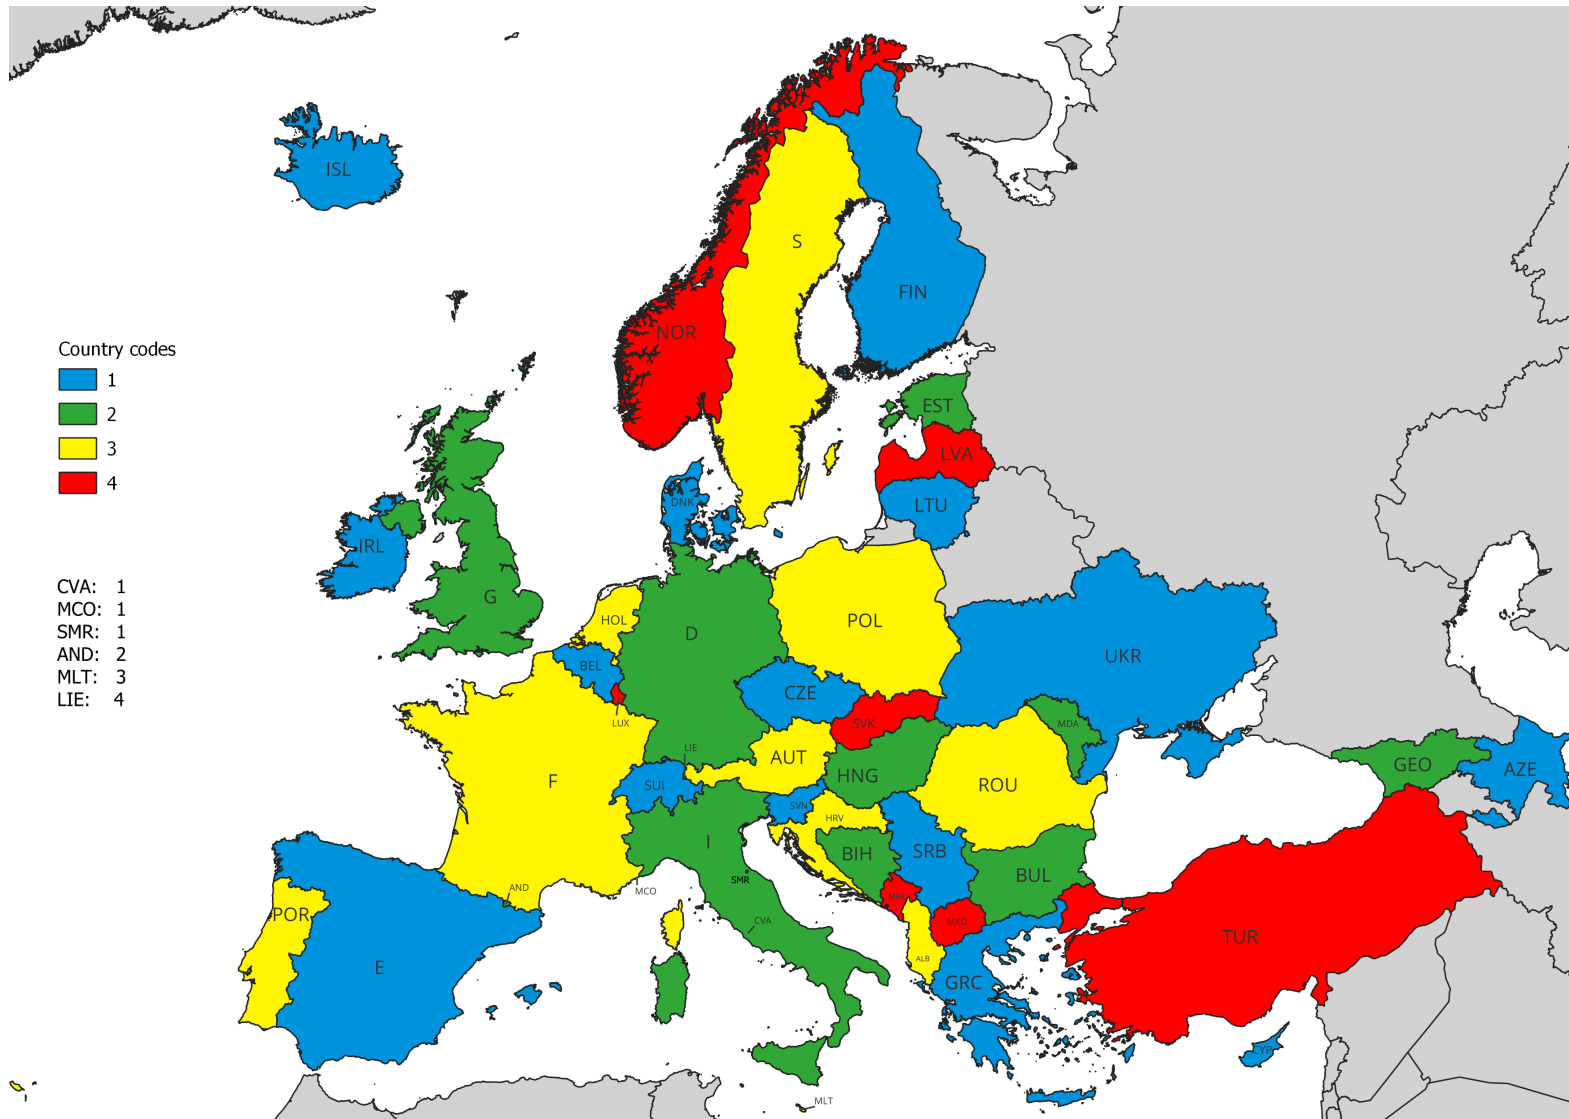 ISL
S
FIN
NOR
Country codes
1
2
3
4
EST
LVA
LTU
DNK
IRL
G
HOL
D
POL
BEL
CZE
UKR
CVA: 1
MCO: 1
SMR: 1
AND: 2
MLT: 3
LIE: 4
LUX
SVK
MDA
LIE
AUT
HNG
ROU
GEO
AZE
F
SUI
SVN
HRV
I
BIH
SRB
BUL
SMR
AND
MCO
MNE
POR
CVA
MKD
TUR
E
ALB
GRC
CYP
MLT